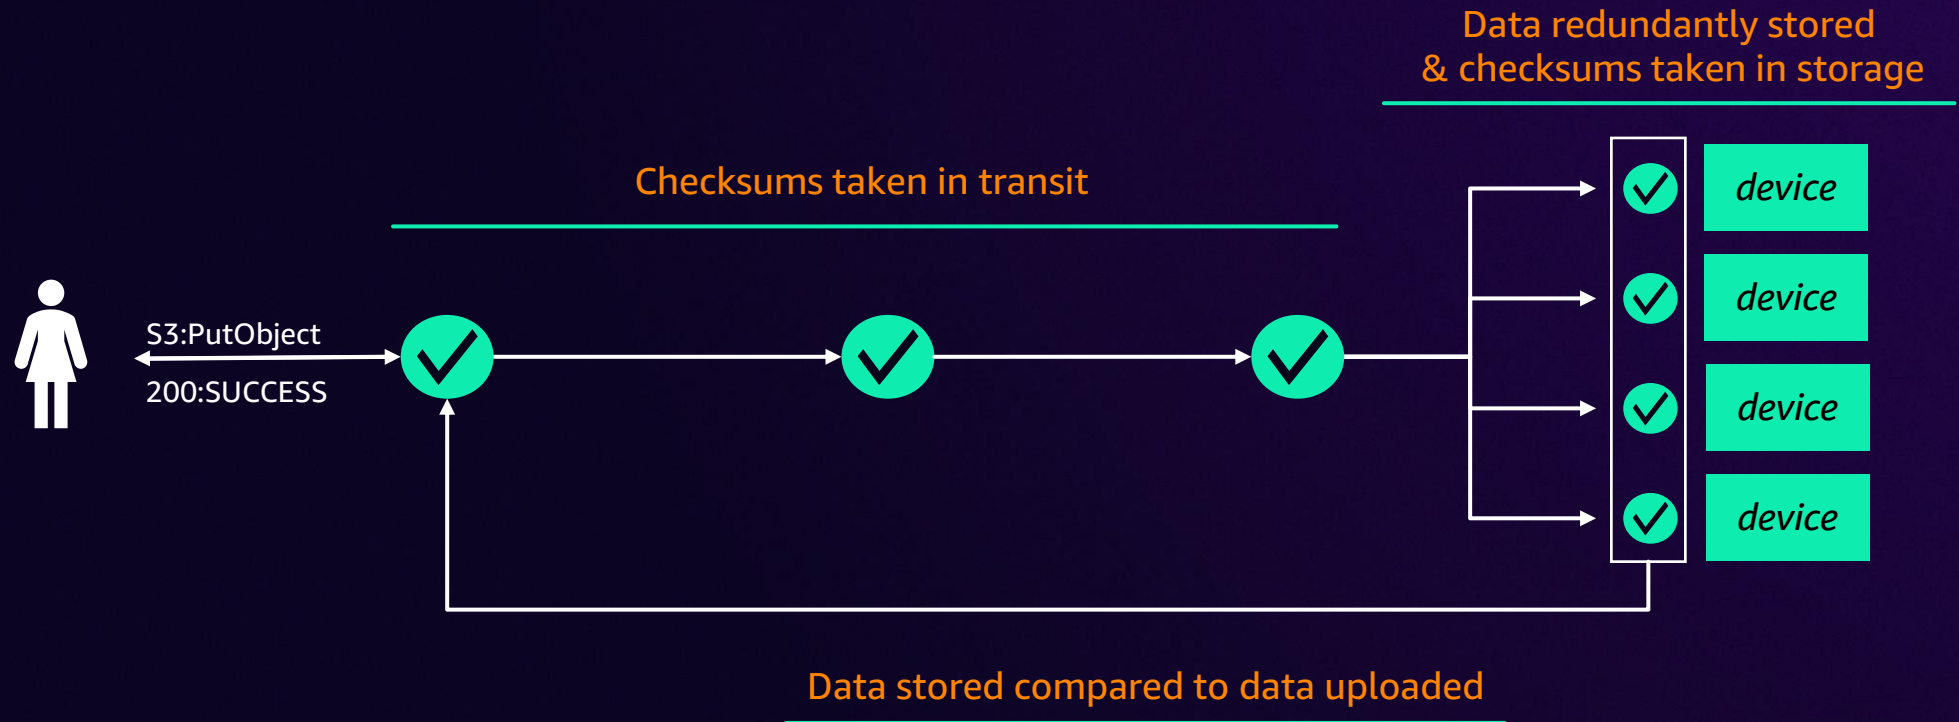 Data redundantly stored
& checksums taken in storage
Checksums taken in transit
S3:PutObject
200:SUCCESS
device
device
device
device
Data stored compared to data uploaded